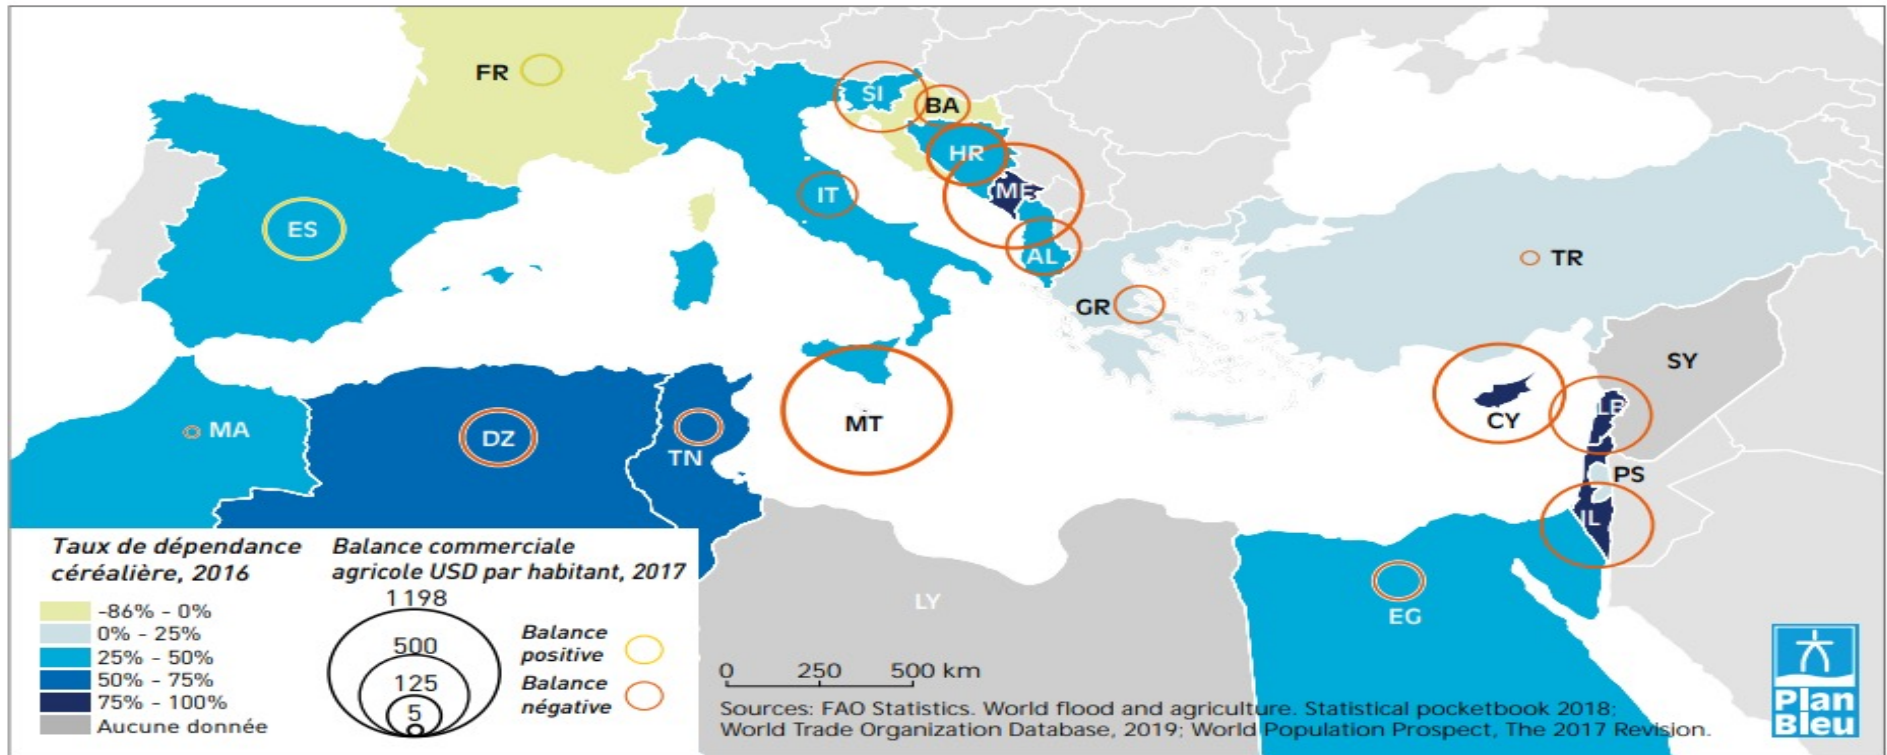 FR
SI
BA
HR
IT
ME
ES
AL
TR
GR
SY
LB
MA
DZ
TN
MT
CY
PS
IL
LY
EG
Taux de dépendance
céréalière, 2016
-86% - 0%
0% - 25%
25% - 50%
50% - 75%
75% - 100%
Aucune donnée
Balance commerciale
agricole USD par habitant, 2017
1198
500
125
5
Balance
positive
Balance
négative
0 250 500 km
Sources: FAO Statistics. World flood and agriculture. Statistical pocketbook 2018;
World Trade Organization Database, 2019; World Population Prospect, The 2017 Revision.
Plan
Bleu